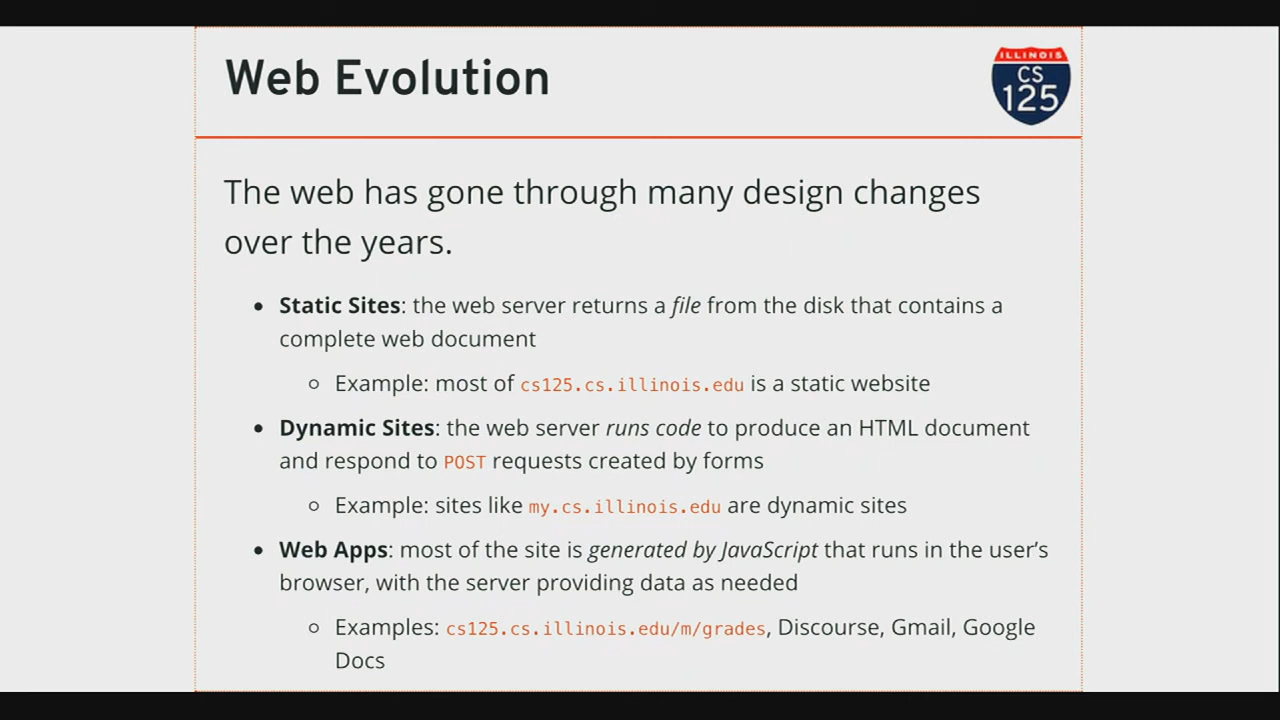 Web Evolution
ILLINOIS
CS
125
The web has gone through many design changes
over the years.
• Static Sites: the web server returns a file from the disk that contains a
complete web document
○ Example: most of cs125.cs.illinois.edu is a static website
• Dynamic Sites: the web server runs code to produce an HTML document
and respond to POST requests created by forms
○ Example: sites like my.cs.illinois.edu are dynamic sites
• Web Apps: most of the site is generated by JavaScript that runs in the user’s
browser, with the server providing data as needed
○ Examples: cs125.cs.illinois.edu/m/grades, Discourse, Gmail, Google
Docs